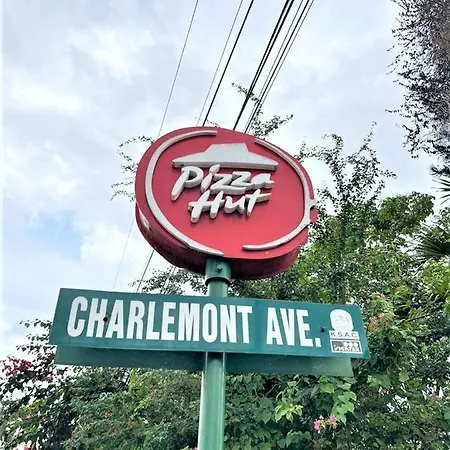 Pizza
Hut
CHARLEMONT AVE.
K.S.A.C.